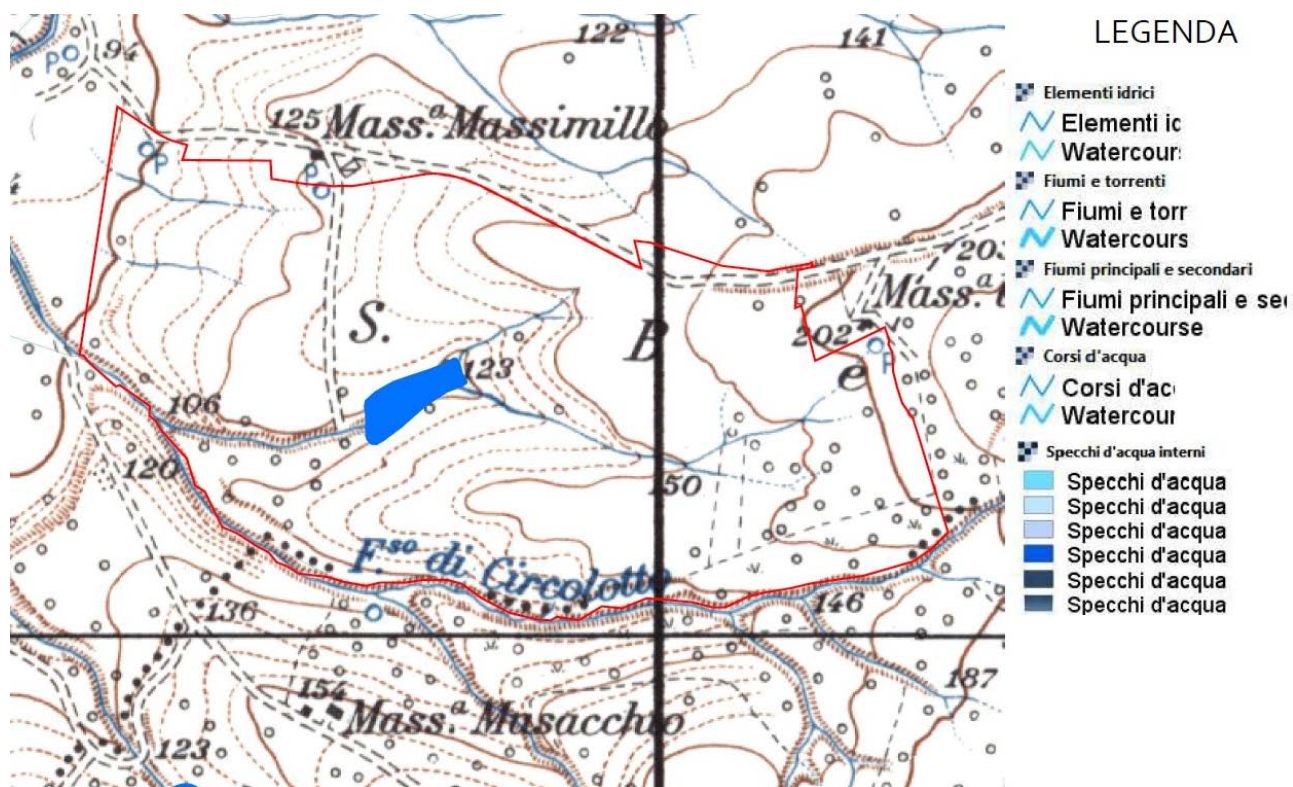 122
141
94
P
125 Mass.ª Massimillo
P
P
203
Mass.ª
S.
B
202
e
P
123
106
120
150
F.so di Circolotto
136
146
154
187
Mass.ª Musacchio
123
LEGENDA
Elementi idrici
Elementi ic
Watercour
Fiumi e torrenti
Fiumi e torr
Watercours
Fiumi principali e secondari
Fiumi principali e se
Watercourse
Corsi d'acqua
Corsi d'ac
Watercour
Specchi d'acqua interni
Specchi d'acqua
Specchi d'acqua
Specchi d'acqua
Specchi d'acqua
Specchi d'acqua
Specchi d'acqua